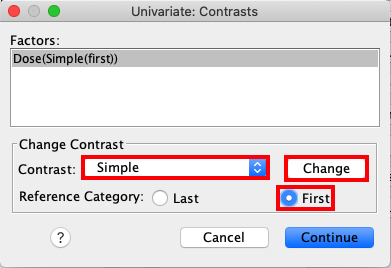 Univariate: Contrasts
Factors:
Dose(Simple(first))
Change Contrast
Contrast: Simple Change
Reference Category: Last First
? Cancel Continue